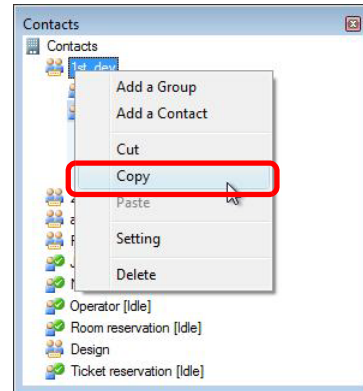 Contacts
Contacts
1st_dev
Add a Group
Add a Contact
Cut
Copy
Paste
Setting
Delete
Operator [Idle]
Room reservation [Idle]
Design
Ticket reservation [Idle]